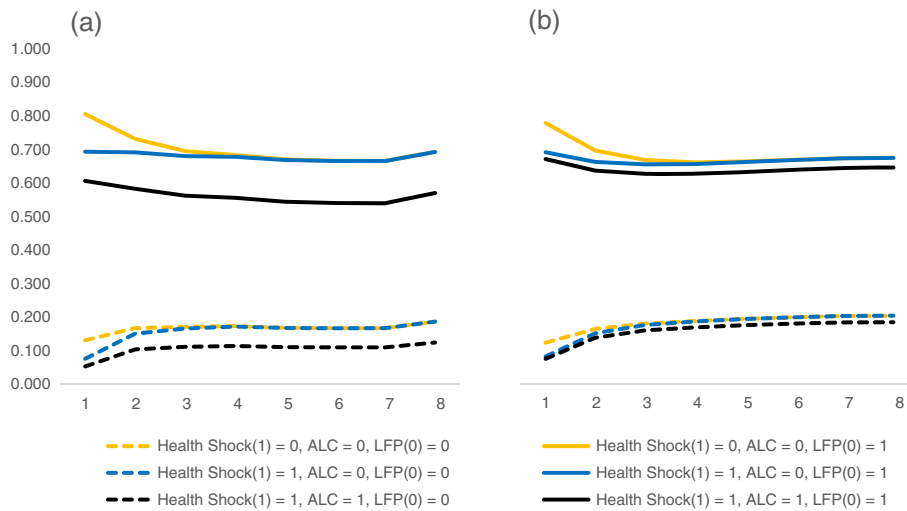 (a)
(b)
1.000
0.900
0.800
0.700
0.600
0.500
0.400
0.300
0.200
0.100
0.000
1 2 3 4 5 6 7 8
1 2 3 4 5 6 7 8
Health Shock(1) = 0, ALC = 0, LFP(0) = 0
Health Shock(1) = 1, ALC = 0, LFP(0) = 0
Health Shock(1) = 1, ALC = 1, LFP(0) = 0
Health Shock(1) = 0, ALC = 0, LFP(0) = 1
Health Shock(1) = 1, ALC = 0, LFP(0) = 1
Health Shock(1) = 1, ALC = 1, LFP(0) = 1